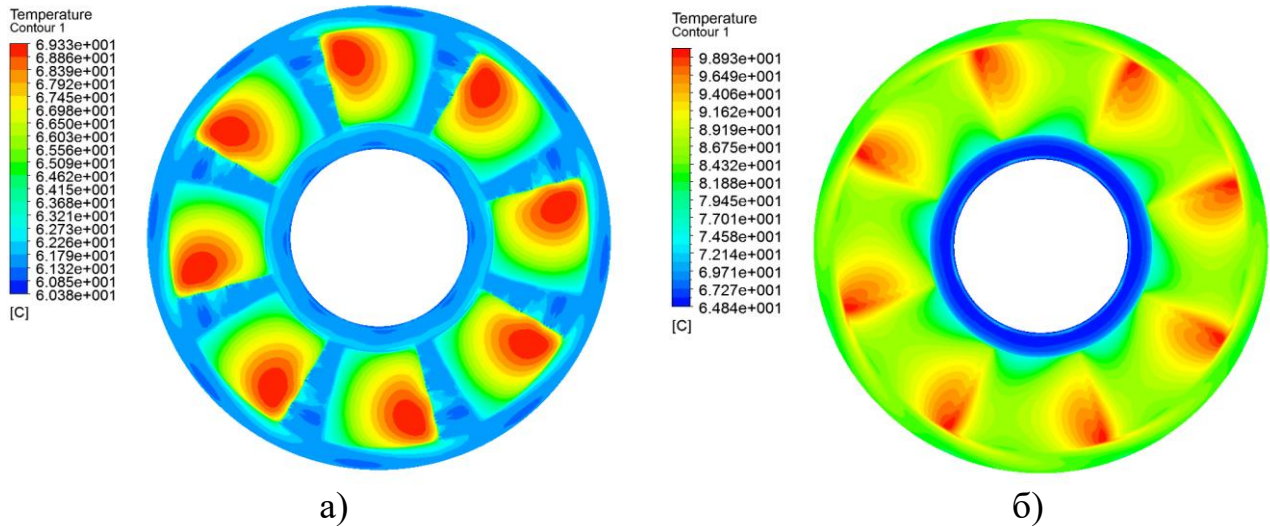 Temperature
Contour 1
6.933e+001
6.886e+001
6.839e+001
6.792e+001
6.745e+001
6.698e+001
6.650e+001
6.603e+001
6.556e+001
6.509e+001
6.462e+001
6.415e+001
6.368e+001
6.321e+001
6.273e+001
6.226e+001
6.179e+001
6.132e+001
6.085e+001
6.038e+001
[C]
а)
Temperature
Contour 1
9.893e+001
9.649e+001
9.406e+001
9.162e+001
8.919e+001
8.675e+001
8.432e+001
8.188e+001
7.945e+001
7.701e+001
7.458e+001
7.214e+001
6.971e+001
6.727e+001
6.484e+001
[C]
б)